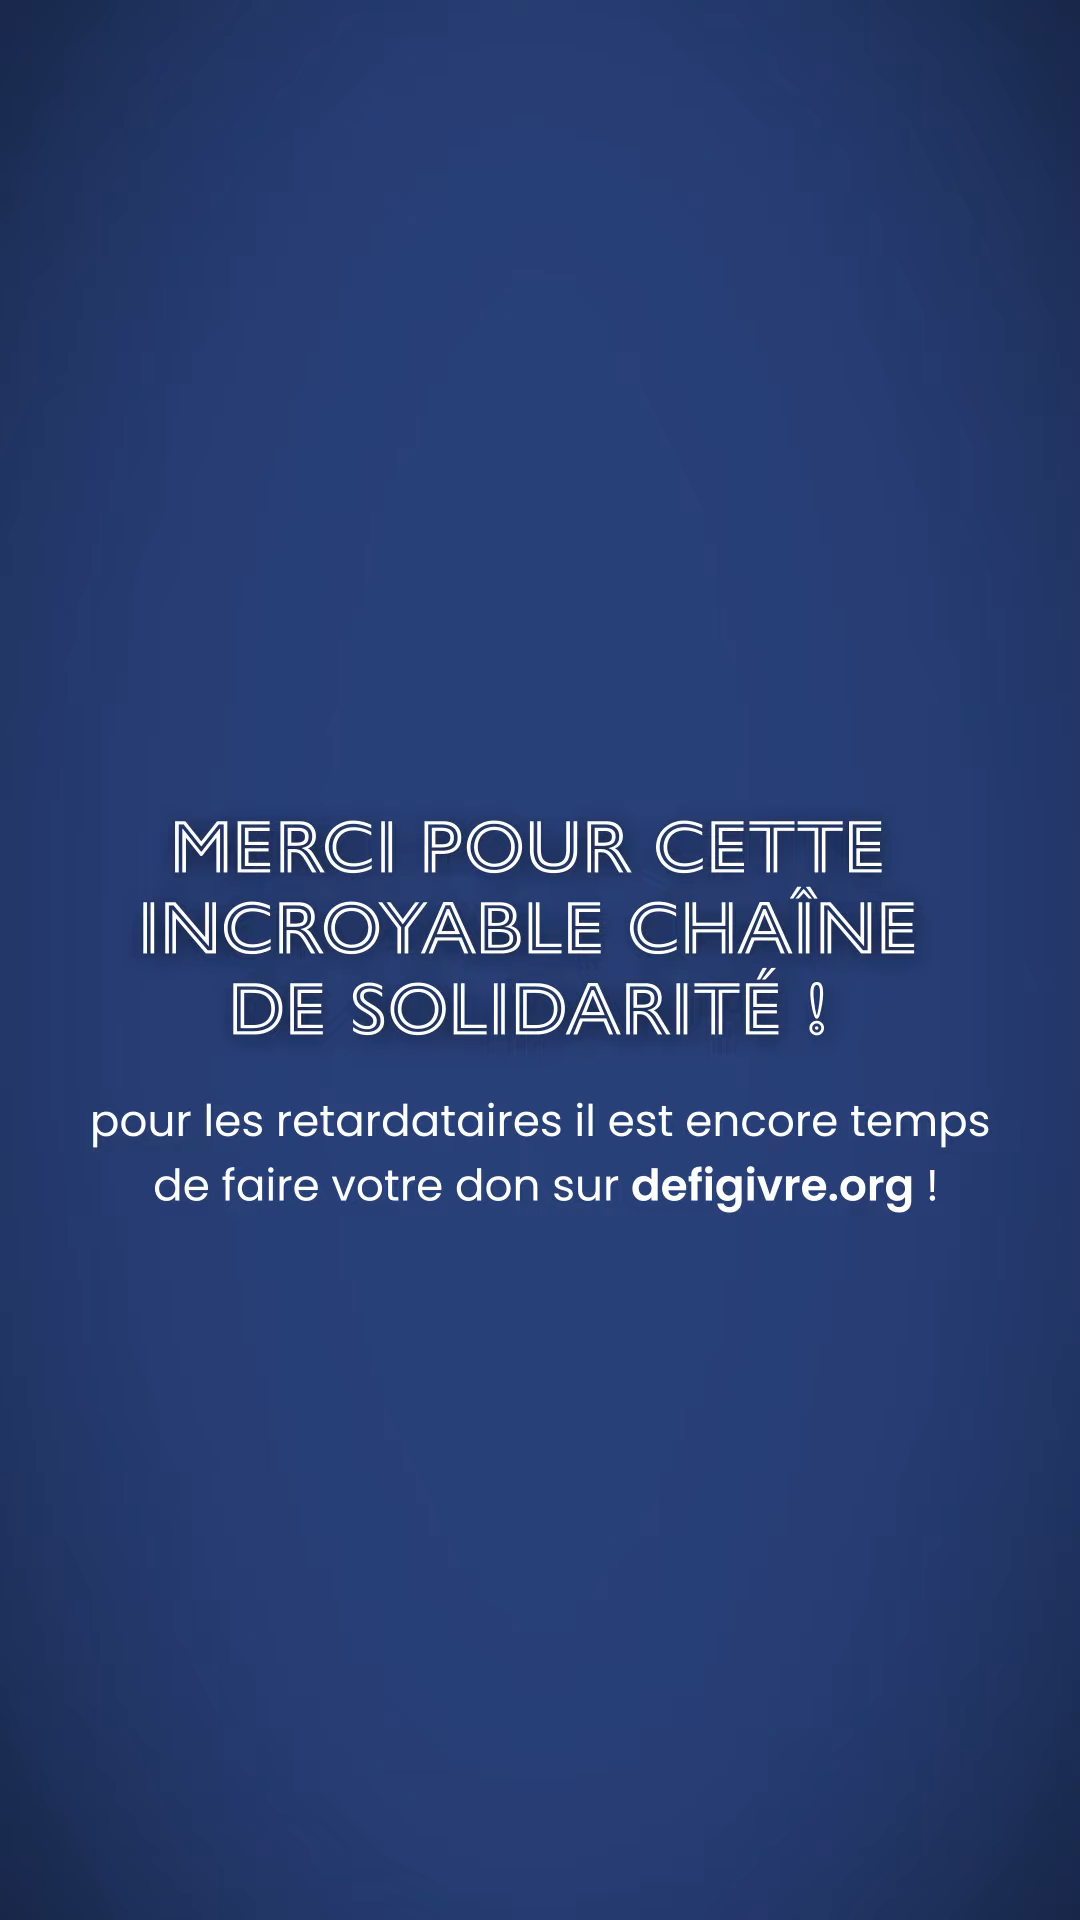 MERCI POUR CETTE
INCROYABLE CHAÎNE
DE SOLIDARITÉ !
pour les retardataires il est encore temps
de faire votre don sur defigivre.org !